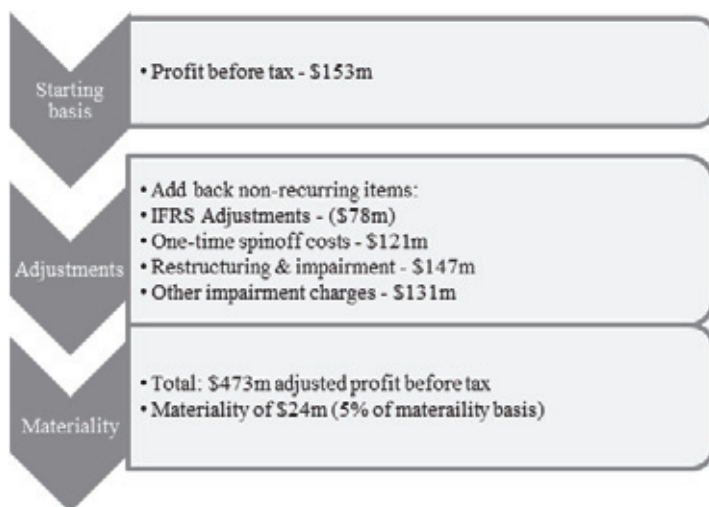 Starting
basis
• Profit before tax - $153m
Adjustments
• Add back non-recurring items:
• IFRS Adjustments - ($78m)
• One-time spinoff costs - $121m
• Restructuring & impairment - $147m
• Other impairment charges - $131m
Materiality
• Total: $473m adjusted profit before tax
• Materiality of $24m (5% of materaility basis)